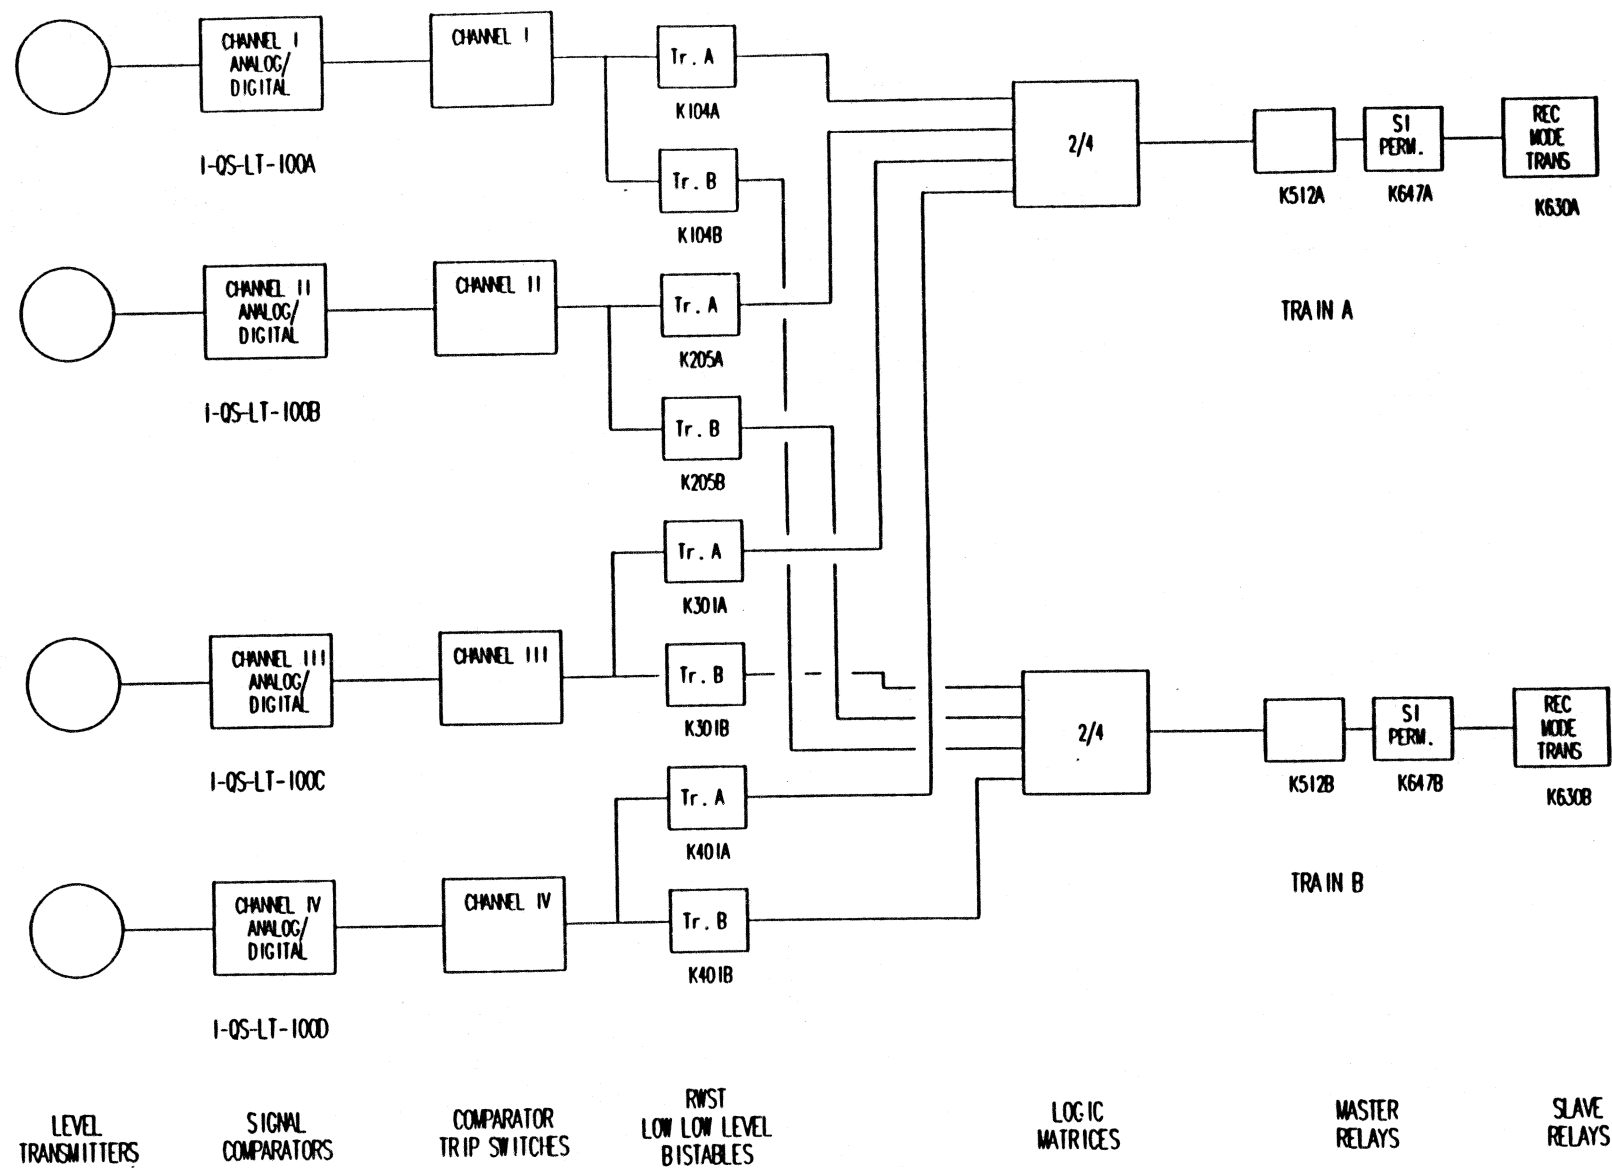 CHANNEL I
ANALOG/
DIGITAL
CHANNEL I
Tr. A
K104A
1-QS-LT-100A
Tr. B
K104B
2/4
K512A
SI
PERM.
K647A
REC
MODE
TRANS
K630A
TRAIN A
CHANNEL II
ANALOG/
DIGITAL
CHANNEL II
Tr. A
K205A
1-QS-LT-100B
Tr. B
K205B
Tr. A
K301A
CHANNEL III
ANALOG/
DIGITAL
CHANNEL III
Tr. B
K301B
1-QS-LT-100C
2/4
K512B
SI
PERM.
K647B
REC
MODE
TRANS
K630B
TRAIN B
Tr. A
K401A
CHANNEL IV
ANALOG/
DIGITAL
CHANNEL IV
Tr. B
K401B
1-QS-LT-100D
LEVEL
TRANSMITTERS
SIGNAL
COMPARATORS
COMPARATOR
TRIP SWITCHES
RWST
LOW LOW LEVEL
BISTABLES
LOGIC
MATRICES
MASTER
RELAYS
SLAVE
RELAYS